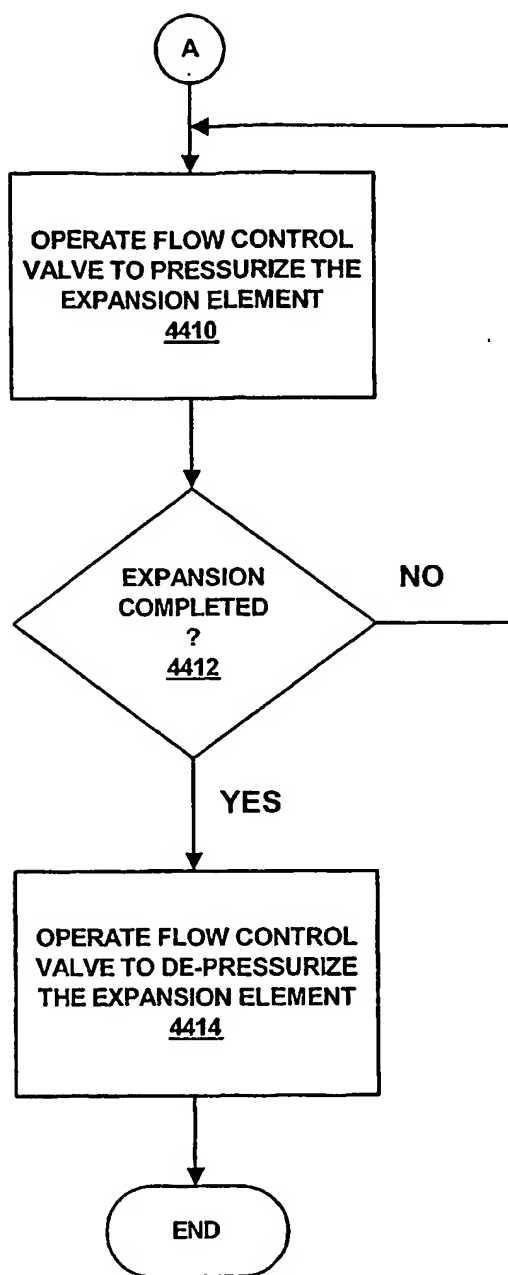 A
OPERATE FLOW CONTROL
VALVE TO PRESSURIZE THE
EXPANSION ELEMENT
4410
EXPANSION
COMPLETED
?
4412
NO
YES
OPERATE FLOW CONTROL
VALVE TO DE-PRESSURIZE
THE EXPANSION ELEMENT
4414
END